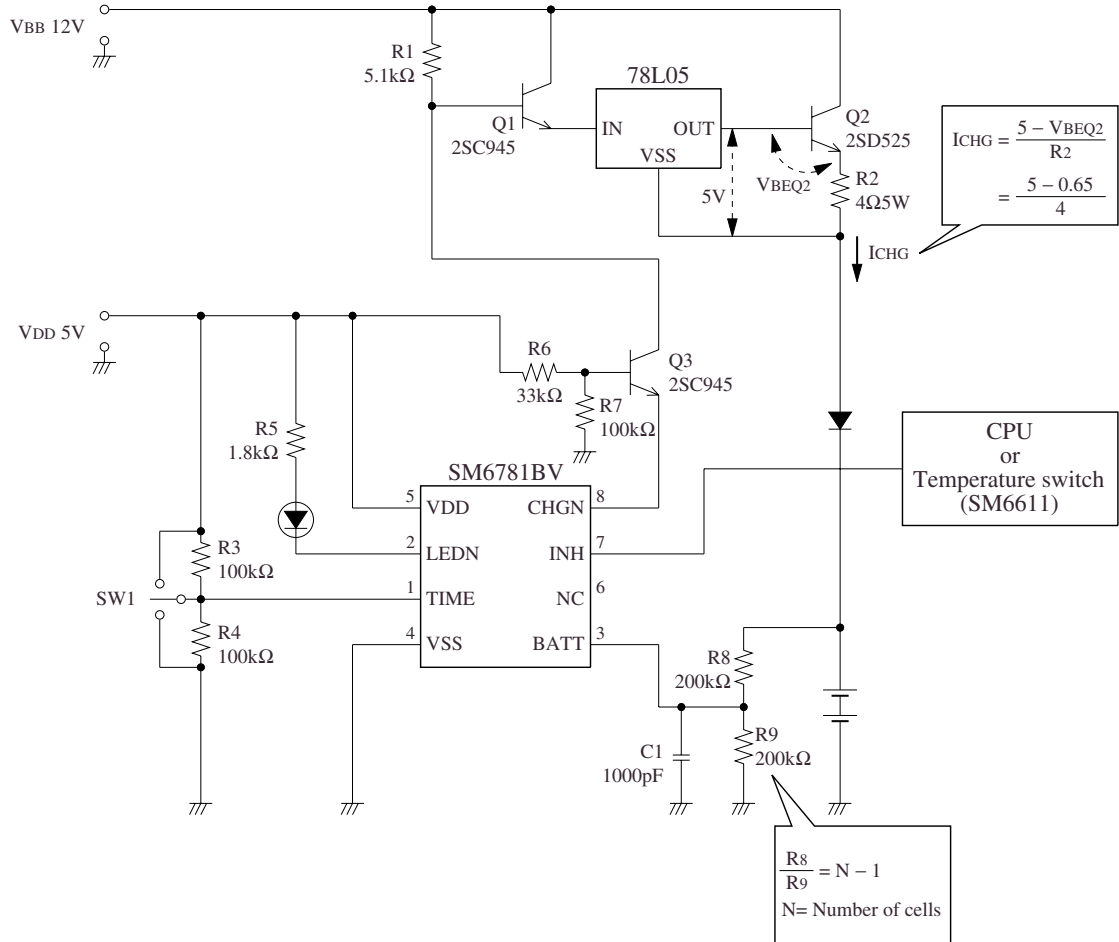 VBB 12V
R1
5.1kΩ
Q1
2SC945
78L05
IN
OUT
VSS
Q2
2SD525
VBEQ2
5V
R2
4Ω5W
ICHG
ICHG = 5 – VBEQ2
R2
= 5 – 0.65
4
VDD 5V
R6
33kΩ
Q3
2SC945
R7
100kΩ
R5
1.8kΩ
CPU
or
Temperature switch
(SM6611)
SM6781BV
5 VDD
CHGN 8
2 LEDN
INH 7
1 TIME
NC 6
4 VSS
BATT 3
R3
100kΩ
SW1
R4
100kΩ
R8
200kΩ
C1
1000pF
R9
200kΩ
R8
R9
= N – 1
N= Number of cells